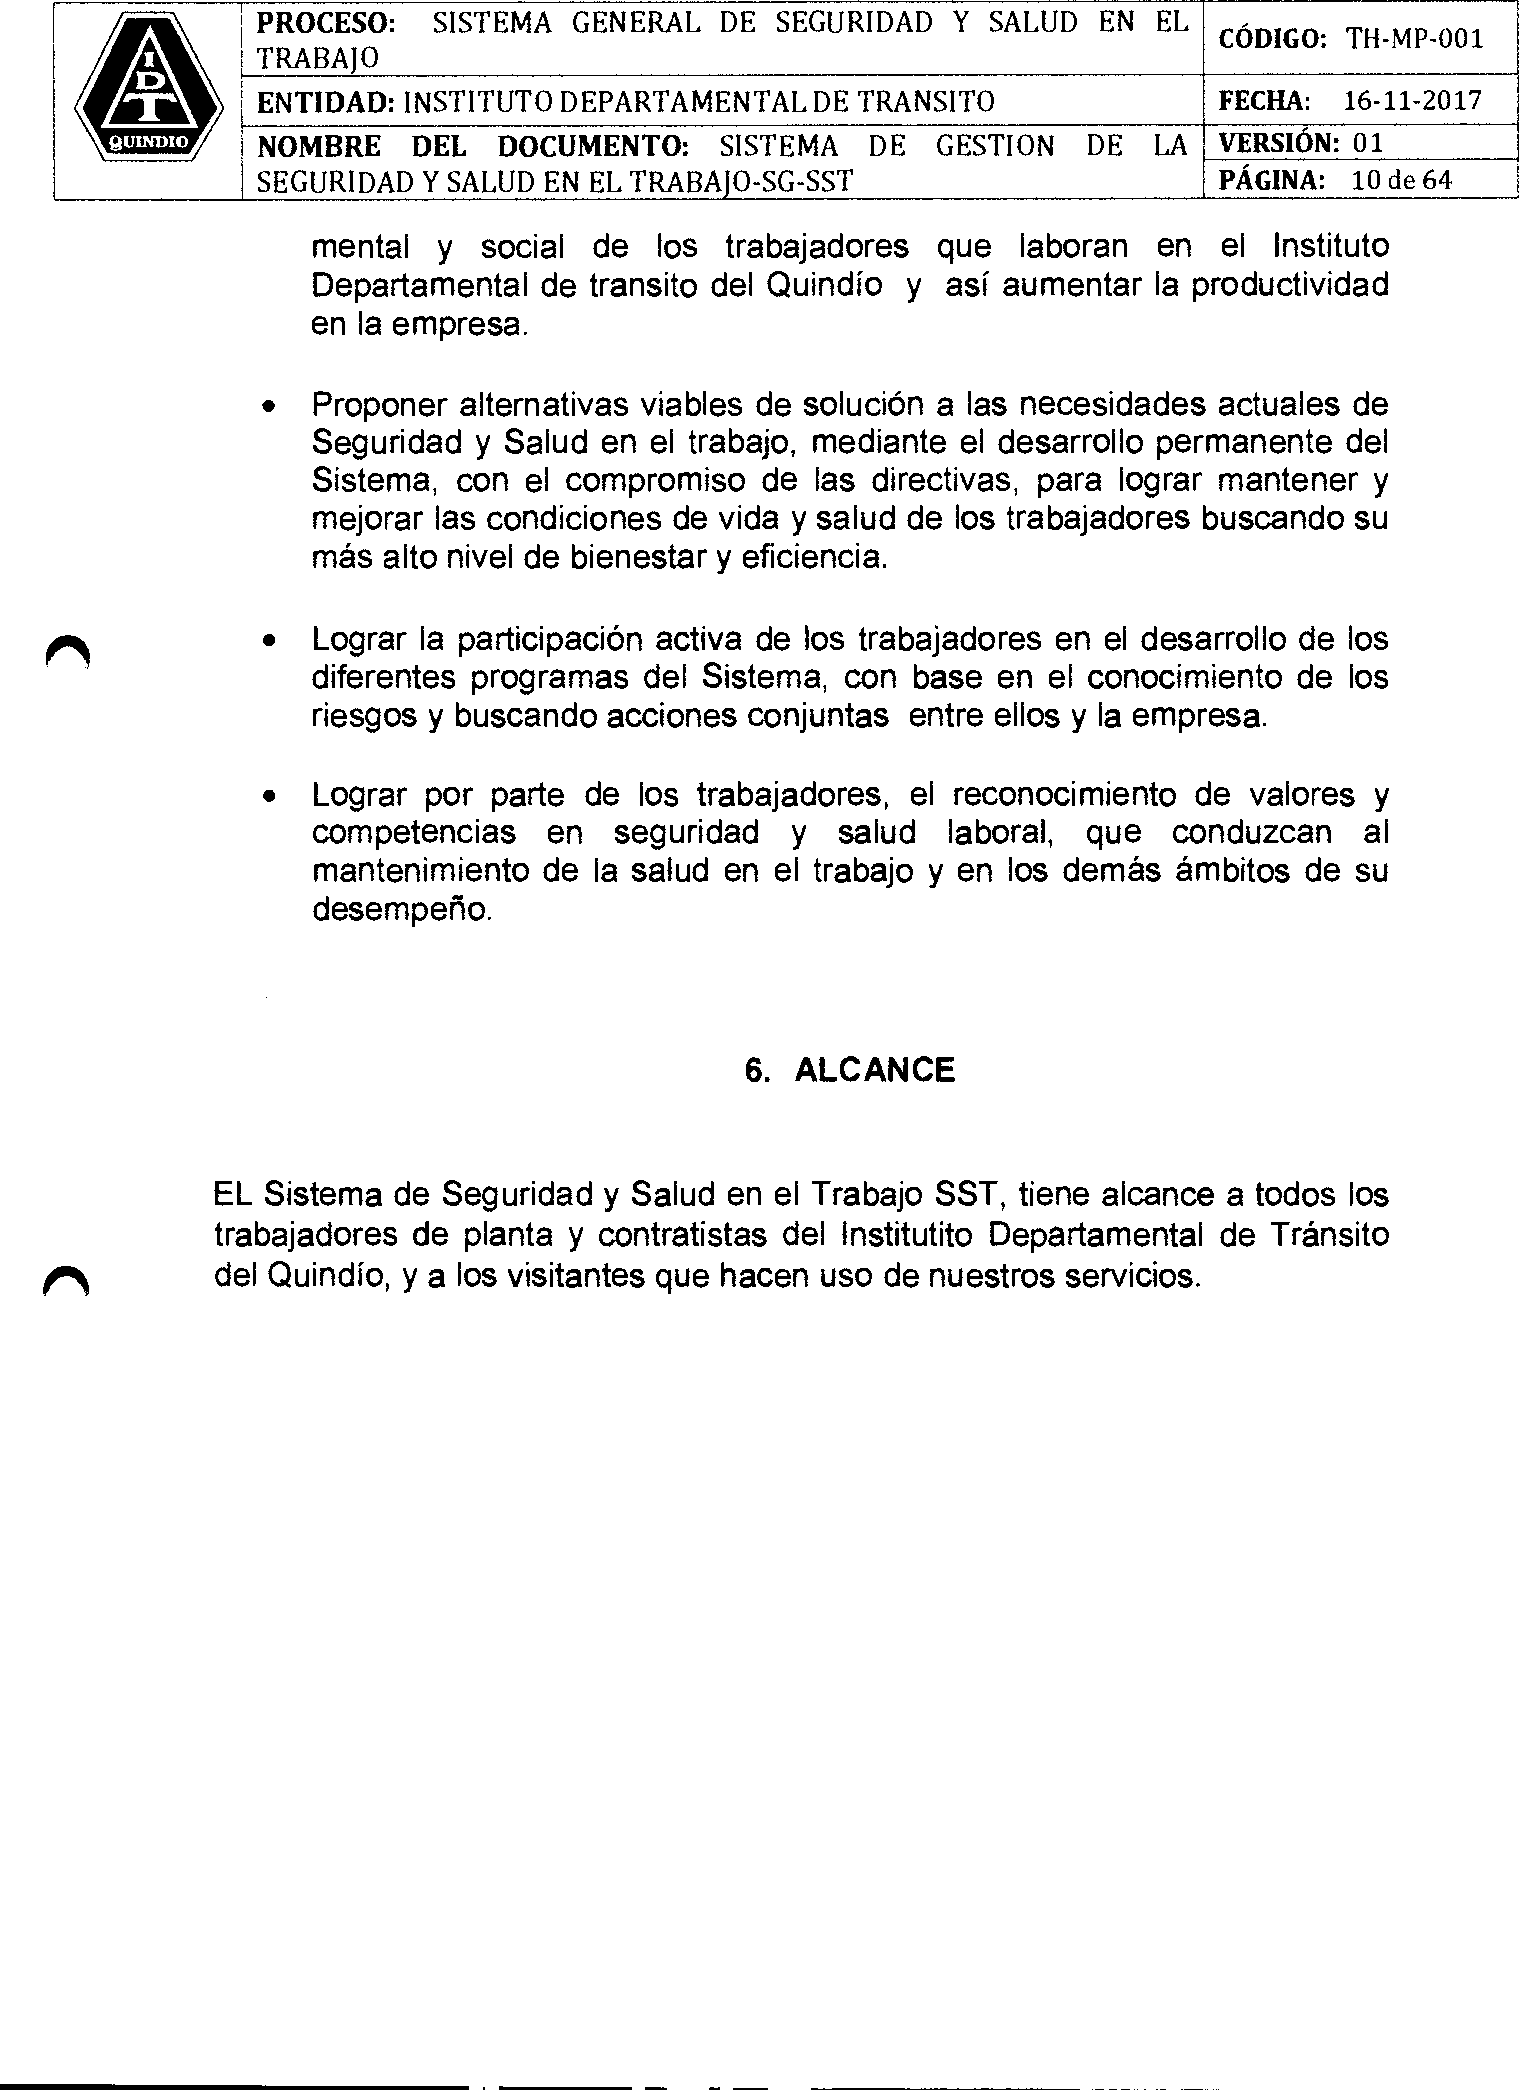 IDT
QUINDIO
PROCESO: SISTEMA GENERAL DE SEGURIDAD Y SALUD EN EL
TRABAJO
CÓDIGO: TH-MP-001
ENTIDAD: INSTITUTO DEPARTAMENTAL DE TRANSITO
FECHA: 16-11-2017
NOMBRE DEL DOCUMENTO: SISTEMA DE GESTION DE LA
SEGURIDAD Y SALUD EN EL TRABAJO-SG-SST
VERSIÓN: 01
PÁGINA: 10 de 64
mental y social de los trabajadores que laboran en el Instituto
Departamental de transito del Quindío y así aumentar la productividad
en la empresa.
• Proponer alternativas viables de solución a las necesidades actuales de
Seguridad y Salud en el trabajo, mediante el desarrollo permanente del
Sistema, con el compromiso de las directivas, para lograr mantener y
mejorar las condiciones de vida y salud de los trabajadores buscando su
más alto nivel de bienestar y eficiencia.
• Lograr la participación activa de los trabajadores en el desarrollo de los
diferentes programas del Sistema, con base en el conocimiento de los
riesgos y buscando acciones conjuntas entre ellos y la empresa.
• Lograr por parte de los trabajadores, el reconocimiento de valores y
competencias en seguridad y salud laboral, que conduzcan al
mantenimiento de la salud en el trabajo y en los demás ámbitos de su
desempeño.
6. ALCANCE
EL Sistema de Seguridad y Salud en el Trabajo SST, tiene alcance a todos los
trabajadores de planta y contratistas del Institutito Departamental de Tránsito
del Quindío, y a los visitantes que hacen uso de nuestros servicios.